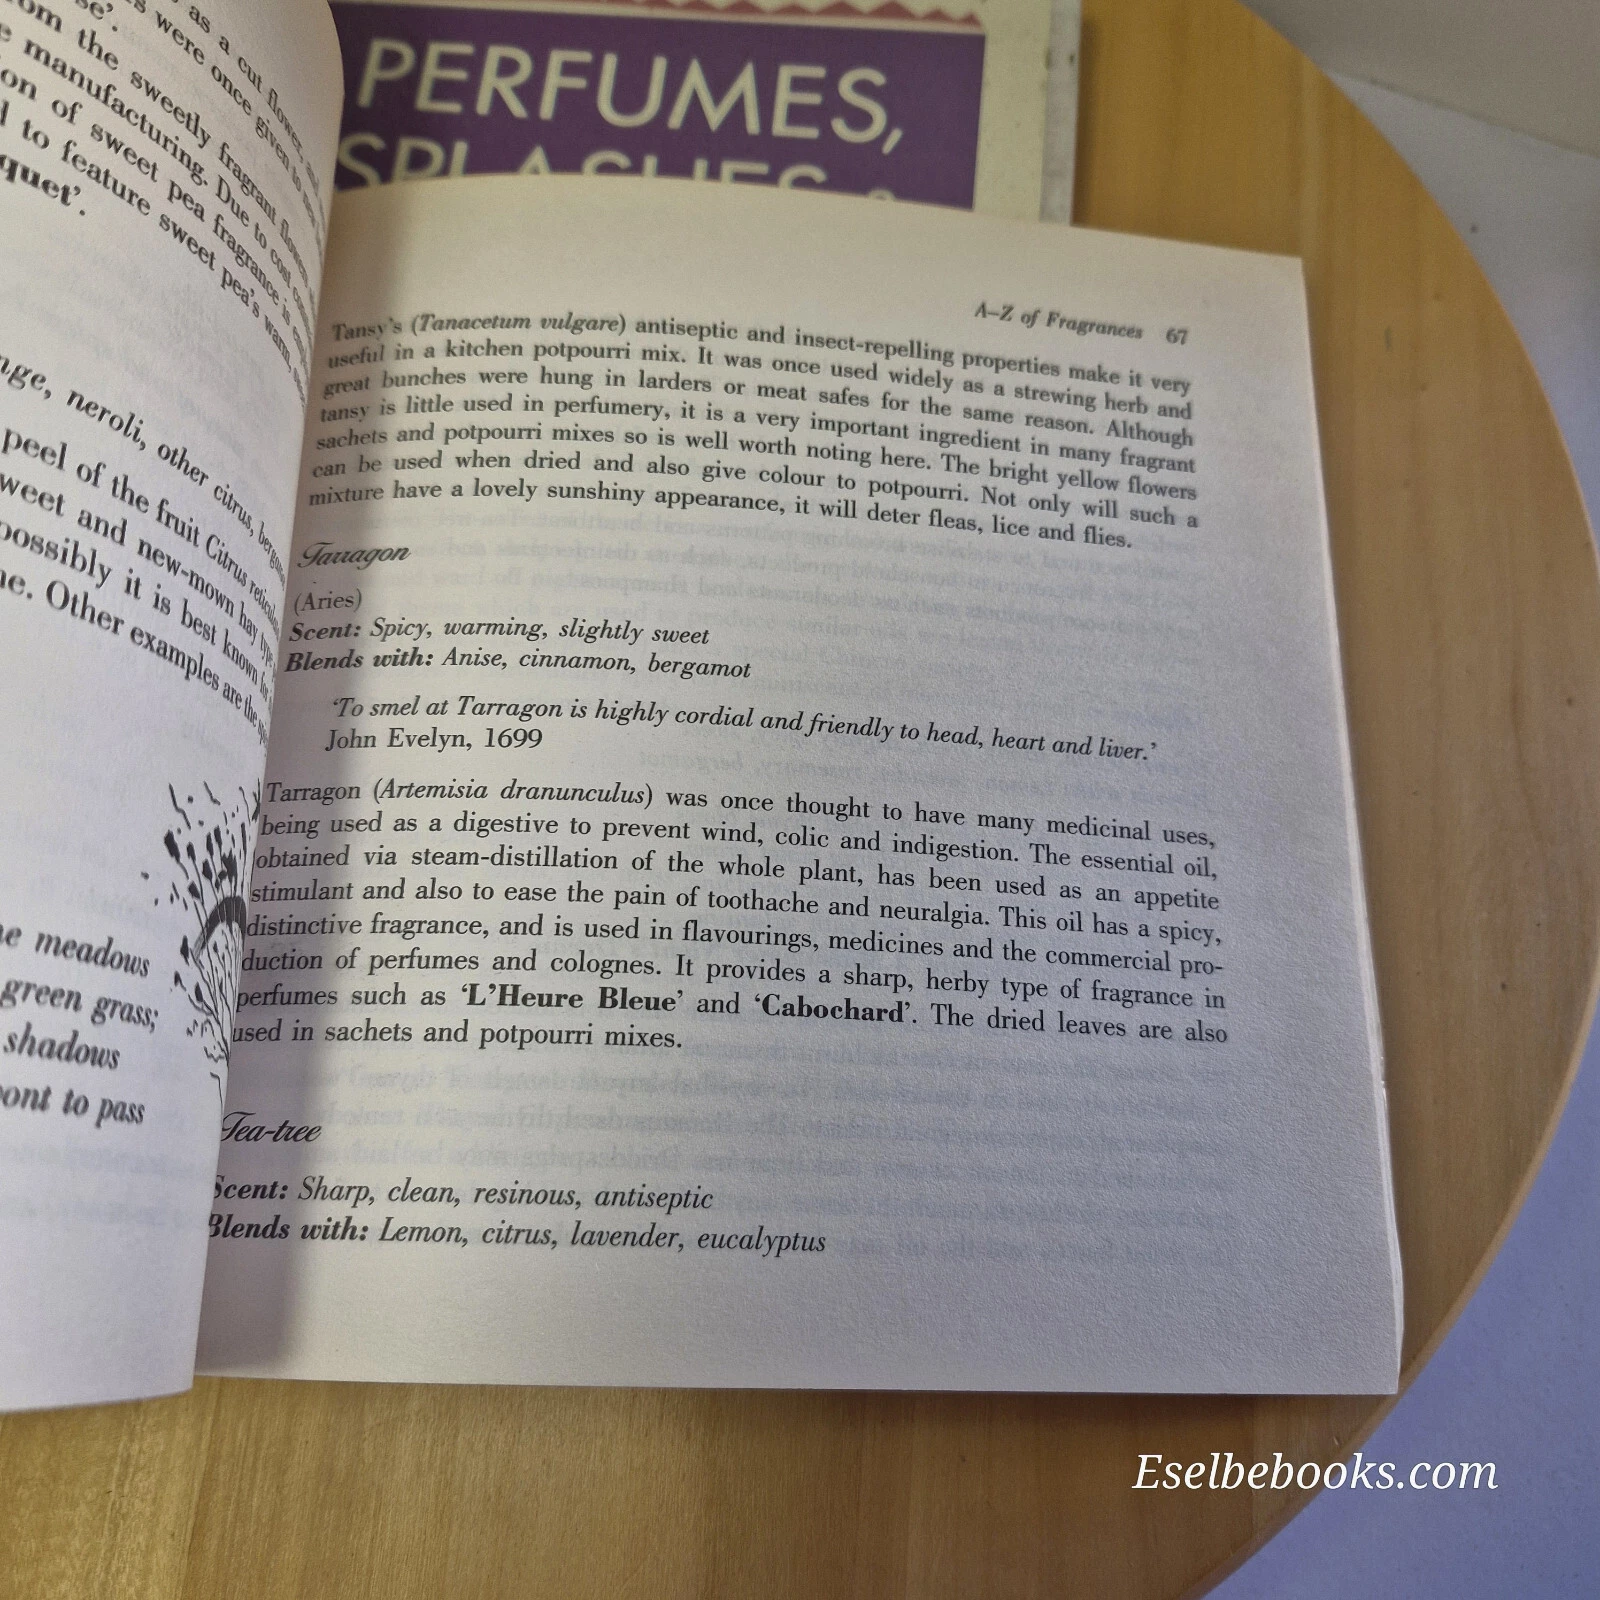 as a cut flower, and
were once given to
se'.
om the sweetly fragrant flowers
e manufacturing. Due to cost
on of sweet pea fragrance is
d to feature sweet pea's warm,
quet'.
nge, neroli, other citrus,
peel of the fruit Citrus
weet and new-mown hay type
possibly it is best known for
ne. Other examples are the
ne meadows
green grass;
shadows
pont to pass
PERFUMES,
SPLASHES &
A–Z of Fragrances 67
Tansy's (Tanacetum vulgare) antiseptic and insect-repelling properties make it very
useful in a kitchen potpourri mix. It was once used widely as a strewing herb and
great bunches were hung in larders or meat safes for the same reason. Although
tansy is little used in perfumery, it is a very important ingredient in many fragrant
sachets and potpourri mixes so is well worth noting here. The bright yellow flowers
can be used when dried and also give colour to potpourri. Not only will such a
mixture have a lovely sunshiny appearance, it will deter fleas, lice and flies.
Tarragon
(Aries)
Scent: Spicy, warming, slightly sweet
Blends with: Anise, cinnamon, bergamot
'To smel at Tarragon is highly cordial and friendly to head, heart and liver.'
John Evelyn, 1699
Tarragon (Artemisia dranunculus) was once thought to have many medicinal uses,
being used as a digestive to prevent wind, colic and indigestion. The essential oil,
obtained via steam-distillation of the whole plant, has been used as an appetite
stimulant and also to ease the pain of toothache and neuralgia. This oil has a spicy,
distinctive fragrance, and is used in flavourings, medicines and the commercial pro-
duction of perfumes and colognes. It provides a sharp, herby type of fragrance in
perfumes such as 'L'Heure Bleue' and 'Cabochard'. The dried leaves are also
used in sachets and potpourri mixes.
Tea-tree
Scent: Sharp, clean, resinous, antiseptic
Blends with: Lemon, citrus, lavender, eucalyptus
Eselbebooks.com